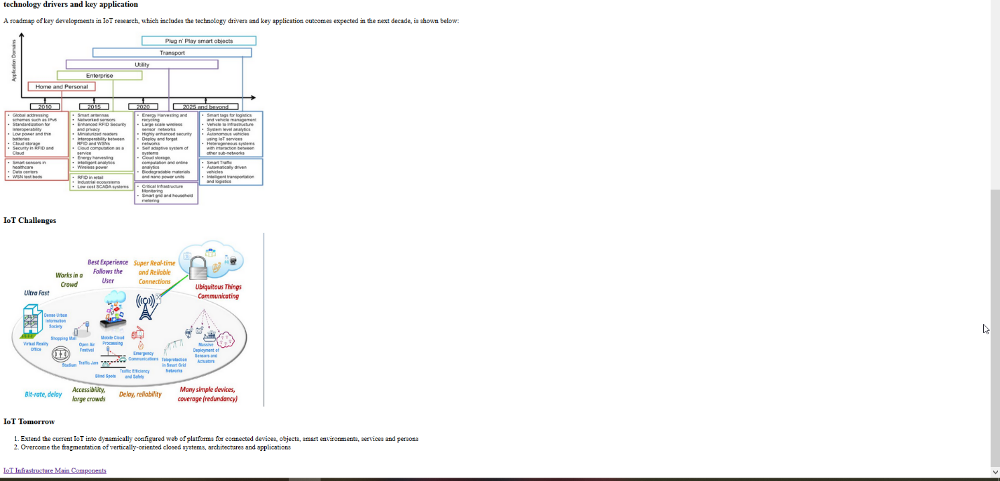 technology drivers and key application
A roadmap of key developments in IoT research, which includes the technology drivers and key application outcomes expected in the next decade, is shown below:
Application Domains
Plug n' Play smart objects
Transport
Utility
Enterprise
Home and Personal
2010
2015
2020
2025 and beyond
• Global addressing
schemes such as IPv6
• Standardization for
Interoperability
• Low power and thin
batteries
• Cloud storage
• Security in RFID and
Cloud
• Smart sensors in
healthcare
• Data centers
• WSN test beds
• Smart antennas
• Networked sensors
• Enhanced RFID Security
and privacy
• Miniaturized readers
• Interoperability between
RFID and WSNs
• Cloud computation as a
service
• Energy harvesting
• Intelligent analytics
• Wireless power
• RFID in retail
• Industrial ecosystems
• Low cost SCADA systems
• Energy Harvesting and
recycling
• Large scale wireless
sensor networks
• Highly enhanced security
• Deploy and forget
networks
• Self adaptive system of
systems
• Cloud storage,
computation and online
analytics
• Biodegradable materials
and nano power units
• Critical Infrastructure
Monitoring
• Smart grid and household
metering
• Smart tags for logistics
and vehicle management
• Vehicle to Infrastructure
• System level analytics
• Autonomous vehicles
using IoT services
• Heterogeneous systems
with interaction between
other sub-networks
• Smart Traffic
• Automatically driven
vehicles
• Intelligent transportation
and logistics
IoT Challenges
Ultra Fast
Works in a
Crowd
Best Experience
Follows the
User
Super Real-time
and Reliable
Connections
Ubiquitous Things
Communicating
Dense Urban
Information
Society
Virtual Reality
Office
Shopping Mall
Stadium
Open Air
Festival
Traffic Jam
Mobile Cloud
Processing
Blind Spots
Emergency
Communications
Traffic Efficiency
and Safety
Teleprotection
in Smart Grid
Networks
Massive
Deployment of
Sensors and
Actuators
Bit-rate, delay
Accessibility,
large crowds
Delay, reliability
Many simple devices,
coverage (redundancy)
IoT Tomorrow
1. Extend the current IoT into dynamically configured web of platforms for connected devices, objects, smart environments, services and persons
2. Overcome the fragmentation of vertically-oriented closed systems, architectures and applications
IoT Infrastructure Main Components